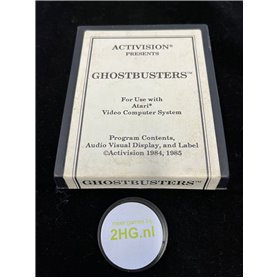 ACTIVISION®
PRESENTS
GHOSTBUSTERS™
For Use with
Atari®
Video Computer System
Program Contents,
Audio Visual Display, and Label
©Activision 1984, 1985
GHOSTBUSTERS™
2HG.nl